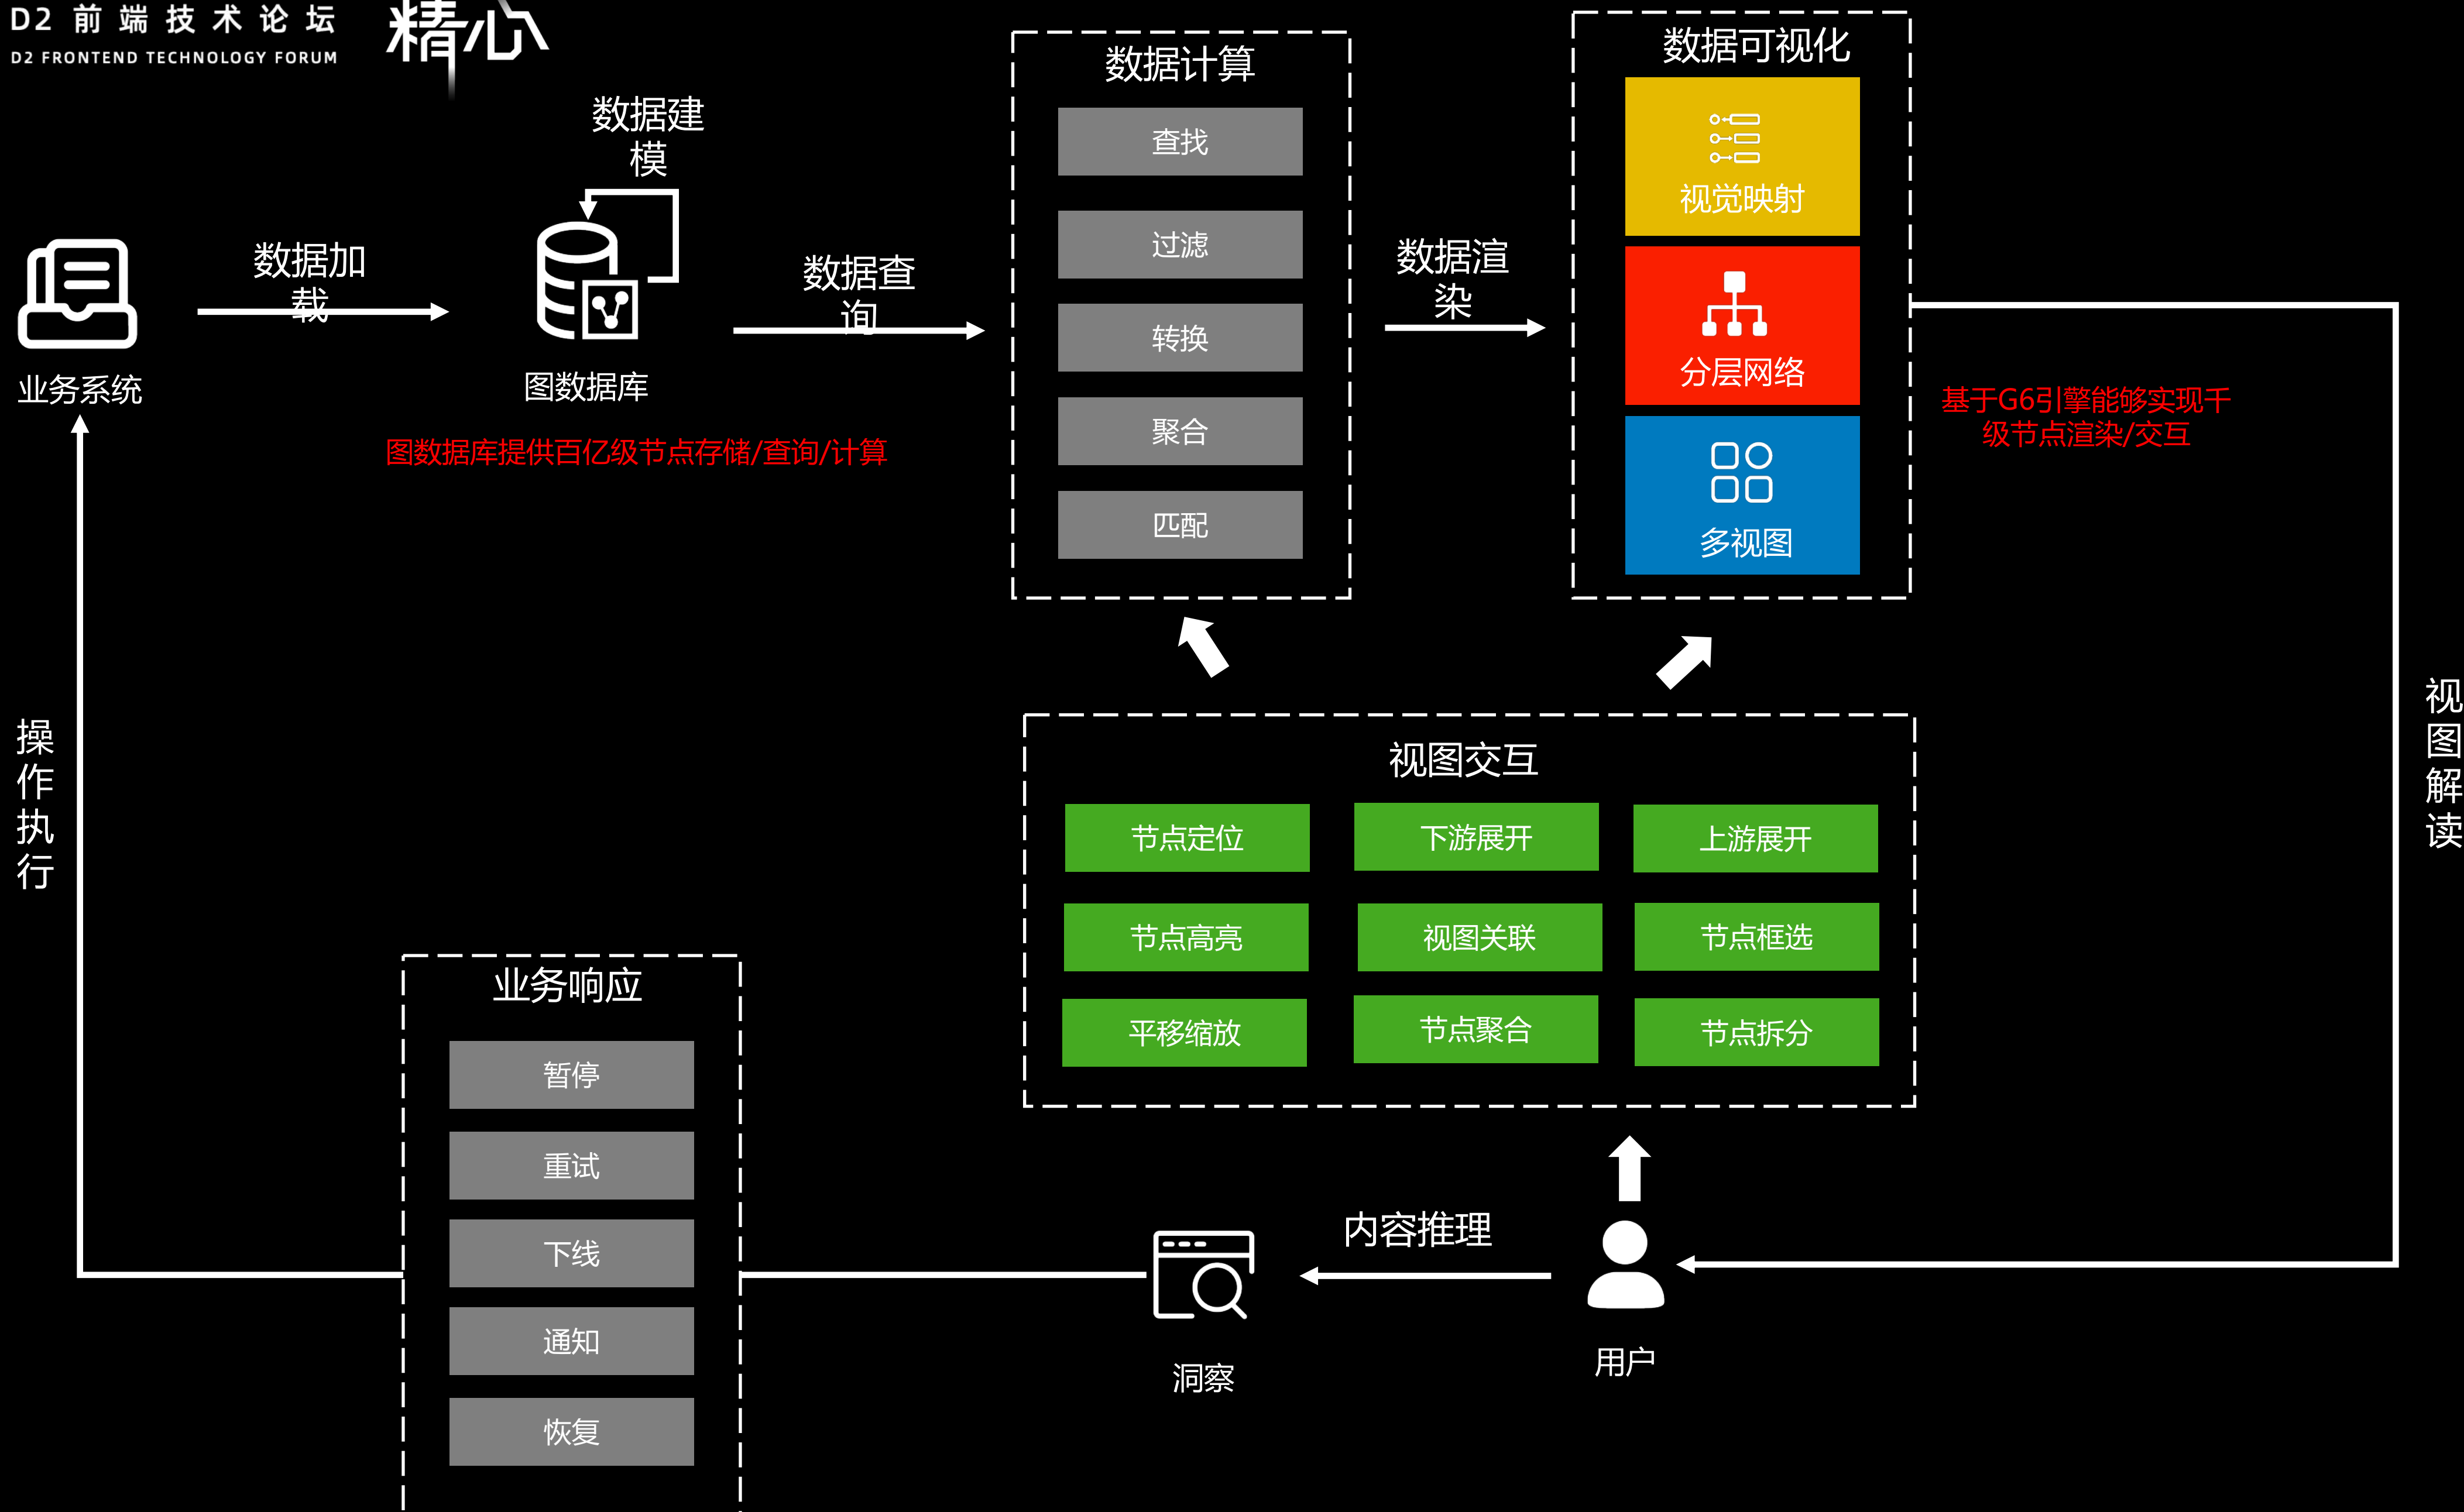 D2 前端技术论坛
D2 FRONTEND TECHNOLOGY FORUM
精心
数据建
模
数据加
载
业务系统
图数据库
图数据库提供百亿级节点存储/查询/计算
数据查
询
数据计算
查找
过滤
转换
聚合
匹配
数据渲
染
数据可视化
视觉映射
分层网络
多视图
基于G6引擎能够实现千
级节点渲染/交互
视
图
解
读
视图交互
节点定位
下游展开
上游展开
节点高亮
视图关联
节点框选
平移缩放
节点聚合
节点拆分
操
作
执
行
业务响应
暂停
重试
下线
通知
恢复
内容推理
洞察
用户